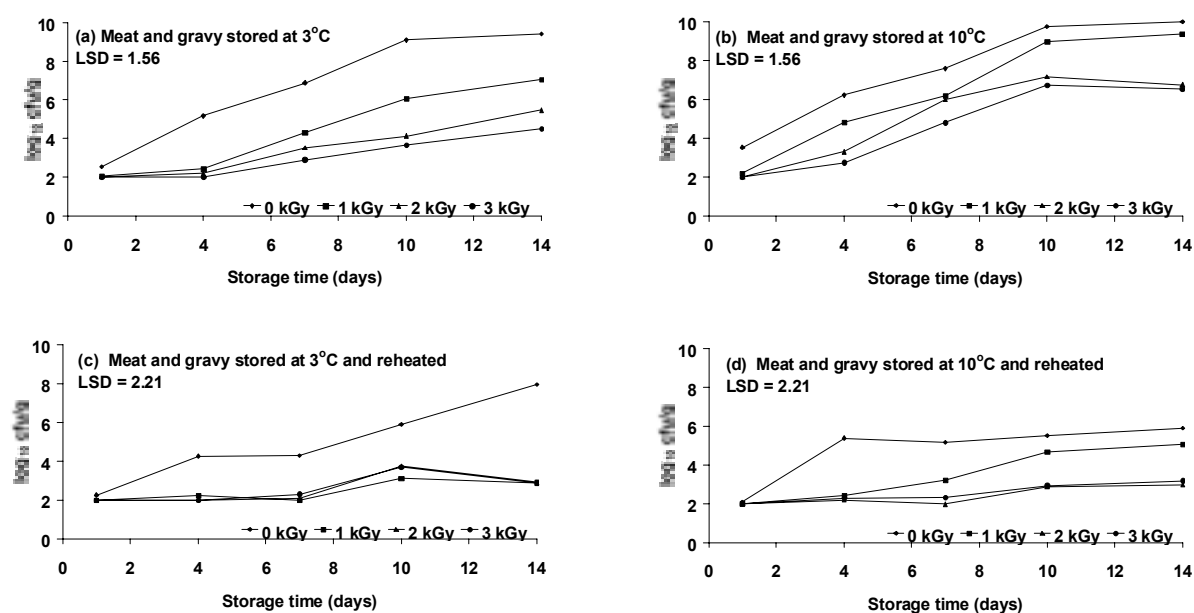 (a) Meat and gravy stored at 3°C
LSD = 1.56
10
8
6
4
2
0
0 kGy 1 kGy 2 kGy 3 kGy
0 2 4 6 8 10 12 14
Storage time (days)
(b) Meat and gravy stored at 10°C
LSD = 1.56
10
8
6
4
2
0
0 kGy 1 kGy 2 kGy 3 kGy
0 2 4 6 8 10 12 14
Storage time (days)
(c) Meat and gravy stored at 3°C and reheated
LSD = 2.21
10
8
6
4
2
0
0 kGy 1 kGy 2 kGy 3 kGy
0 2 4 6 8 10 12 14
Storage time (days)
(d) Meat and gravy stored at 10°C and reheated
LSD = 2.21
10
8
6
4
2
0
0 kGy 1 kGy 2 kGy 3 kGy
0 2 4 6 8 10 12 14
Storage time (days)